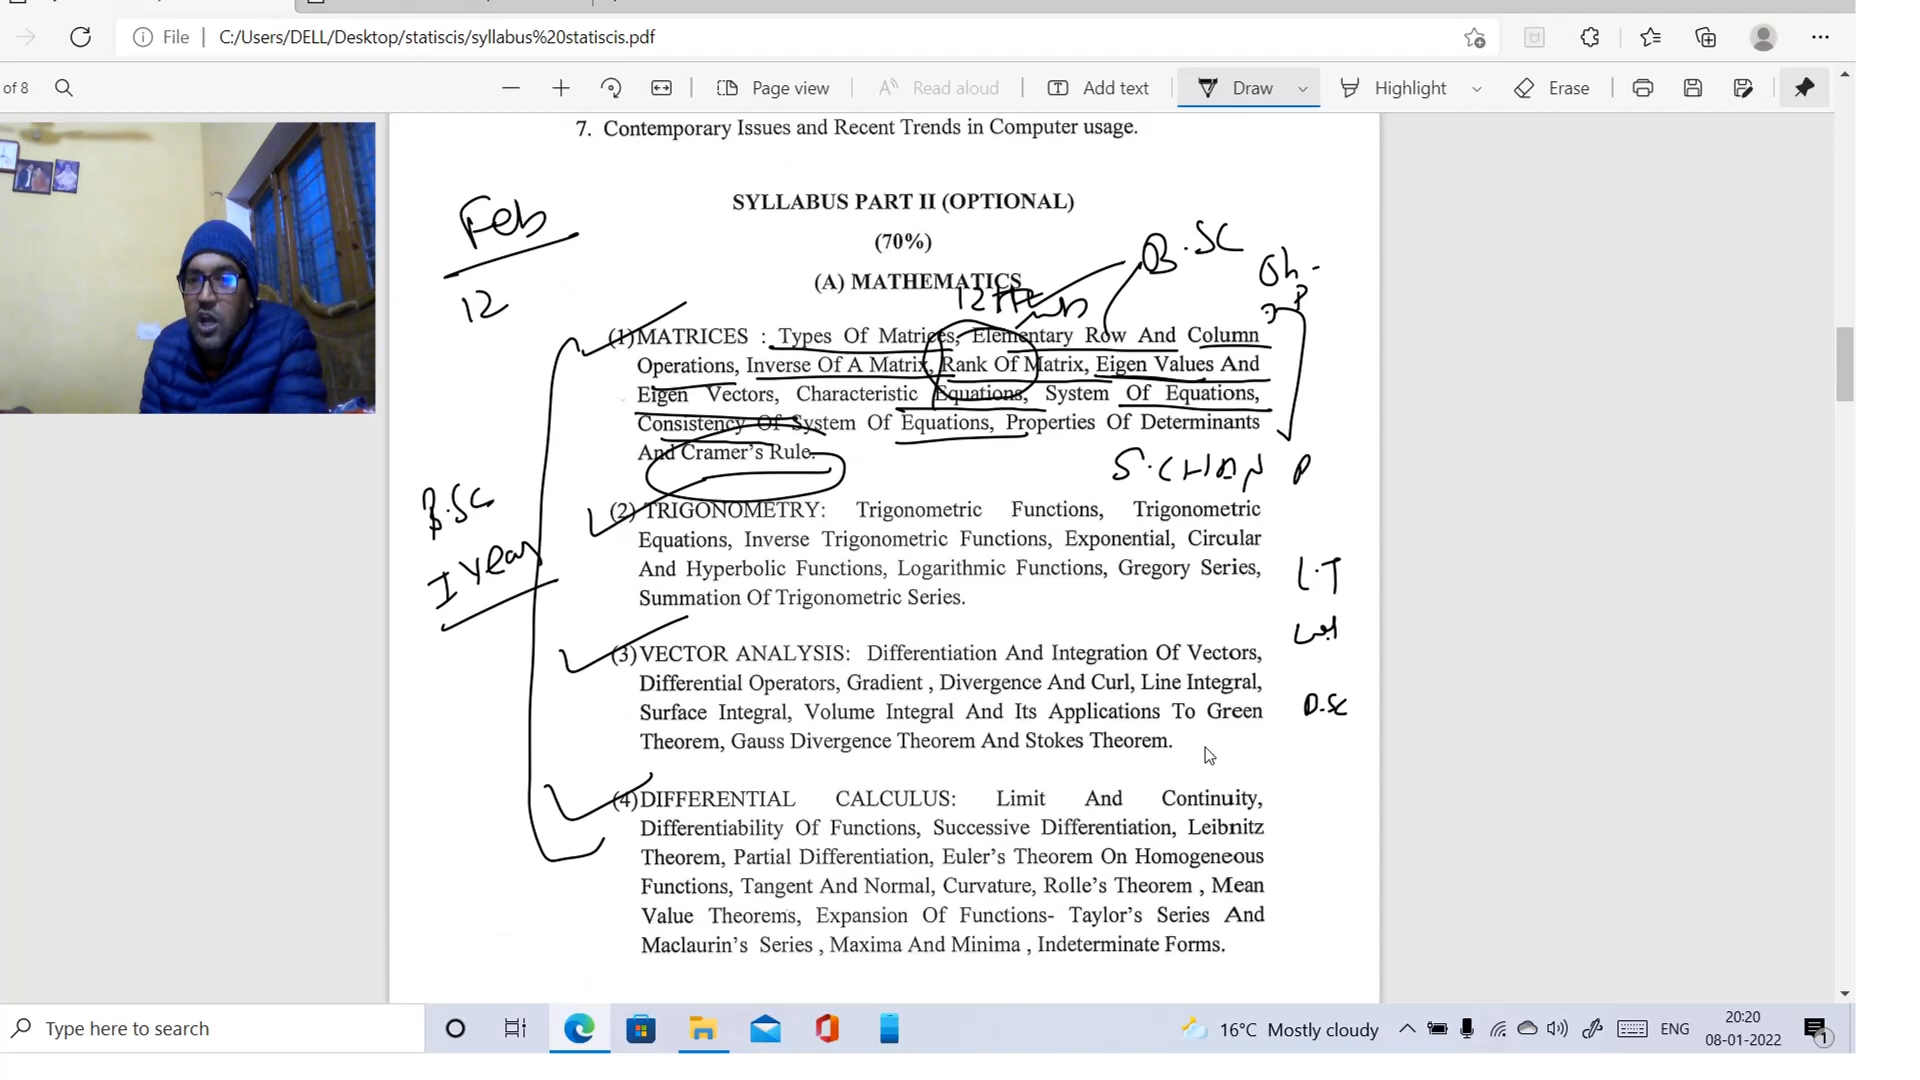 File C:/Users/DELL/Desktop/statiscis/syllabus%20statiscis.pdf
of 8 Page view Read aloud Add text Draw Highlight Erase
7. Contemporary Issues and Recent Trends in Computer usage.
SYLLABUS PART II (OPTIONAL)
(70%)
(A) MATHEMATICS
Feb
12
B.SC
12th
(1)MATRICES : Types Of Matrices, Elementary Row And Column
Operations, Inverse Of A Matrix, Rank Of Matrix, Eigen Values And
Eigen Vectors, Characteristic Equations, System Of Equations,
Consistency Of System Of Equations, Properties Of Determinants
And Cramer's Rule.
S.CHAN
B.SC
I year
(2) TRIGONOMETRY: Trigonometric Functions, Trigonometric
Equations, Inverse Trigonometric Functions, Exponential, Circular
And Hyperbolic Functions, Logarithmic Functions, Gregory Series,
Summation Of Trigonometric Series.
L.T
(3)VECTOR ANALYSIS: Differentiation And Integration Of Vectors,
Differential Operators, Gradient , Divergence And Curl, Line Integral,
Surface Integral, Volume Integral And Its Applications To Green
Theorem, Gauss Divergence Theorem And Stokes Theorem.
(4)DIFFERENTIAL CALCULUS: Limit And Continuity,
Differentiability Of Functions, Successive Differentiation, Leibnitz
Theorem, Partial Differentiation, Euler's Theorem On Homogeneous
Functions, Tangent And Normal, Curvature, Rolle's Theorem , Mean
Value Theorems, Expansion Of Functions- Taylor's Series And
Maclaurin's Series , Maxima And Minima , Indeterminate Forms.
Type here to search
16°C Mostly cloudy ENG
20:20
08-01-2022
1